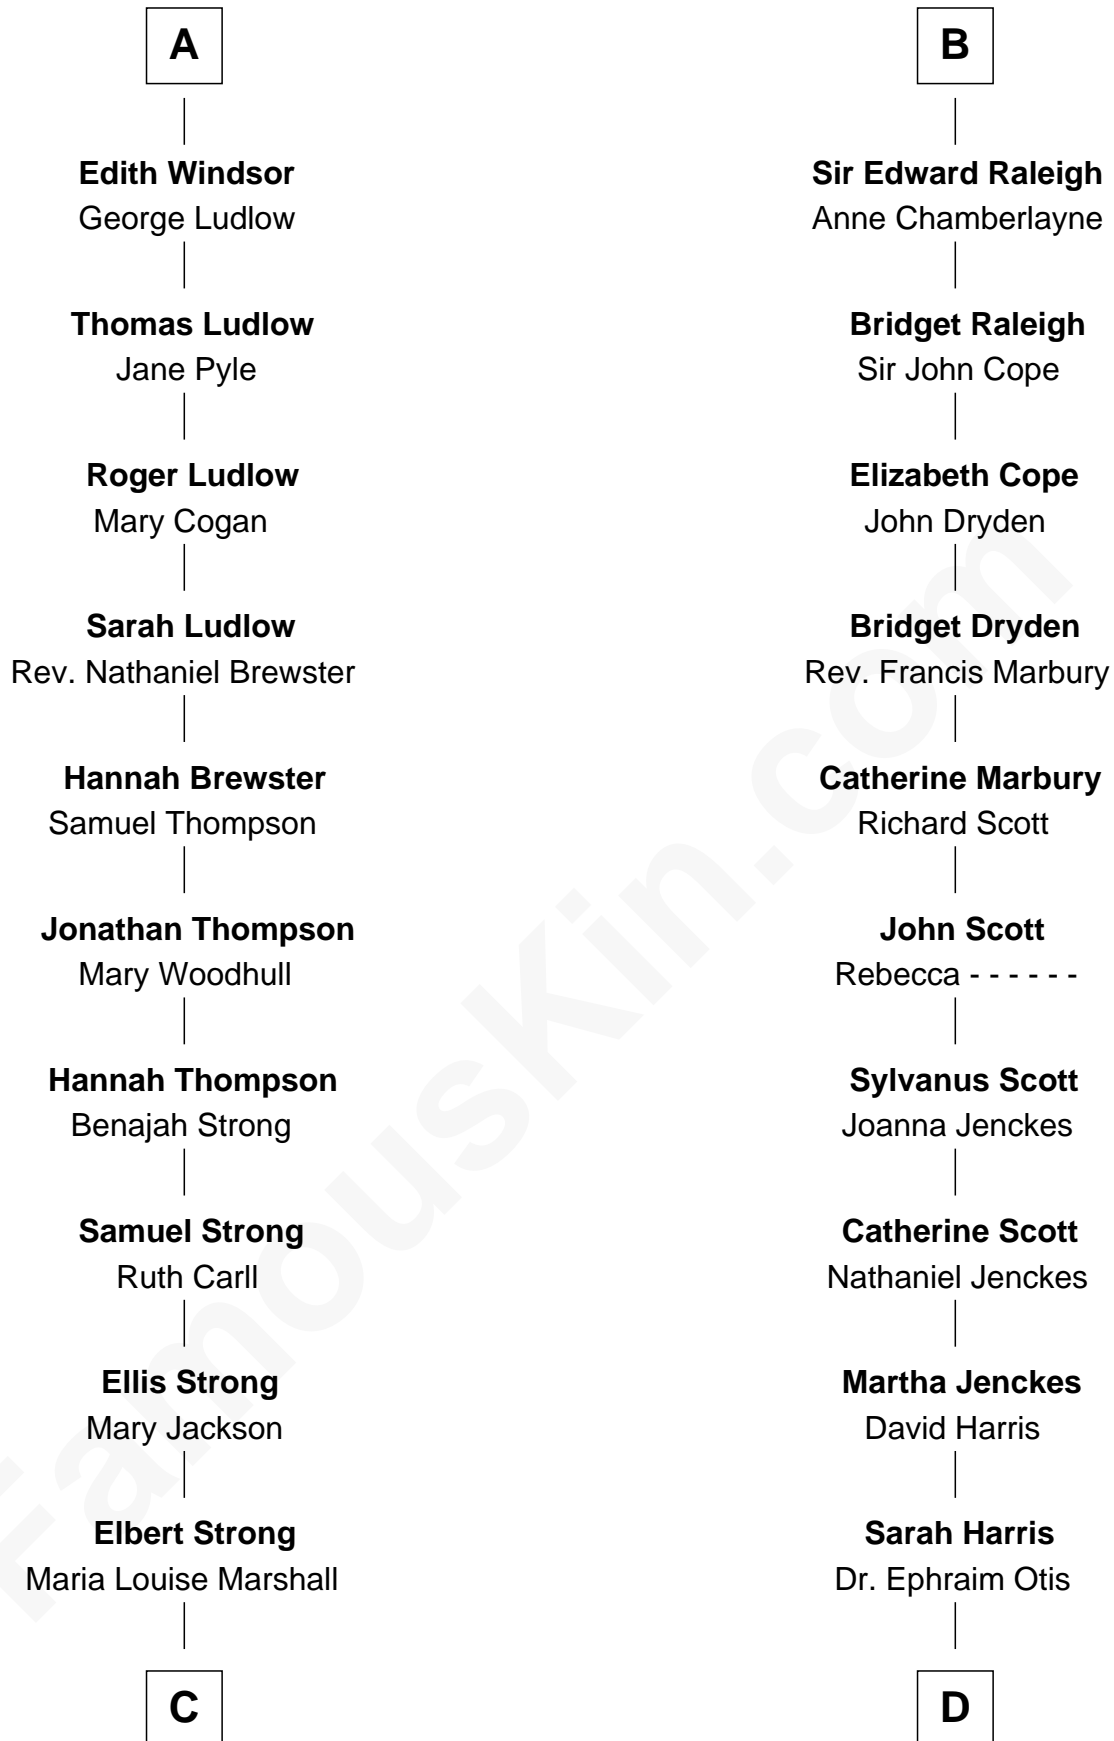 A
Edith Windsor
George Ludlow
Thomas Ludlow
Jane Pyle
Roger Ludlow
Mary Cogan
Sarah Ludlow
Rev. Nathaniel Brewster
Hannah Brewster
Samuel Thompson
Jonathan Thompson
Mary Woodhull
Hannah Thompson
Benajah Strong
Samuel Strong
Ruth Carll
Ellis Strong
Mary Jackson
Elbert Strong
Maria Louise Marshall
C
B
Sir Edward Raleigh
Anne Chamberlayne
Bridget Raleigh
Sir John Cope
Elizabeth Cope
John Dryden
Bridget Dryden
Rev. Francis Marbury
Catherine Marbury
Richard Scott
John Scott
Rebecca - - - - - -
Sylvanus Scott
Joanna Jenckes
Catherine Scott
Nathaniel Jenckes
Martha Jenckes
David Harris
Sarah Harris
Dr. Ephraim Otis
D
FamousKin.com